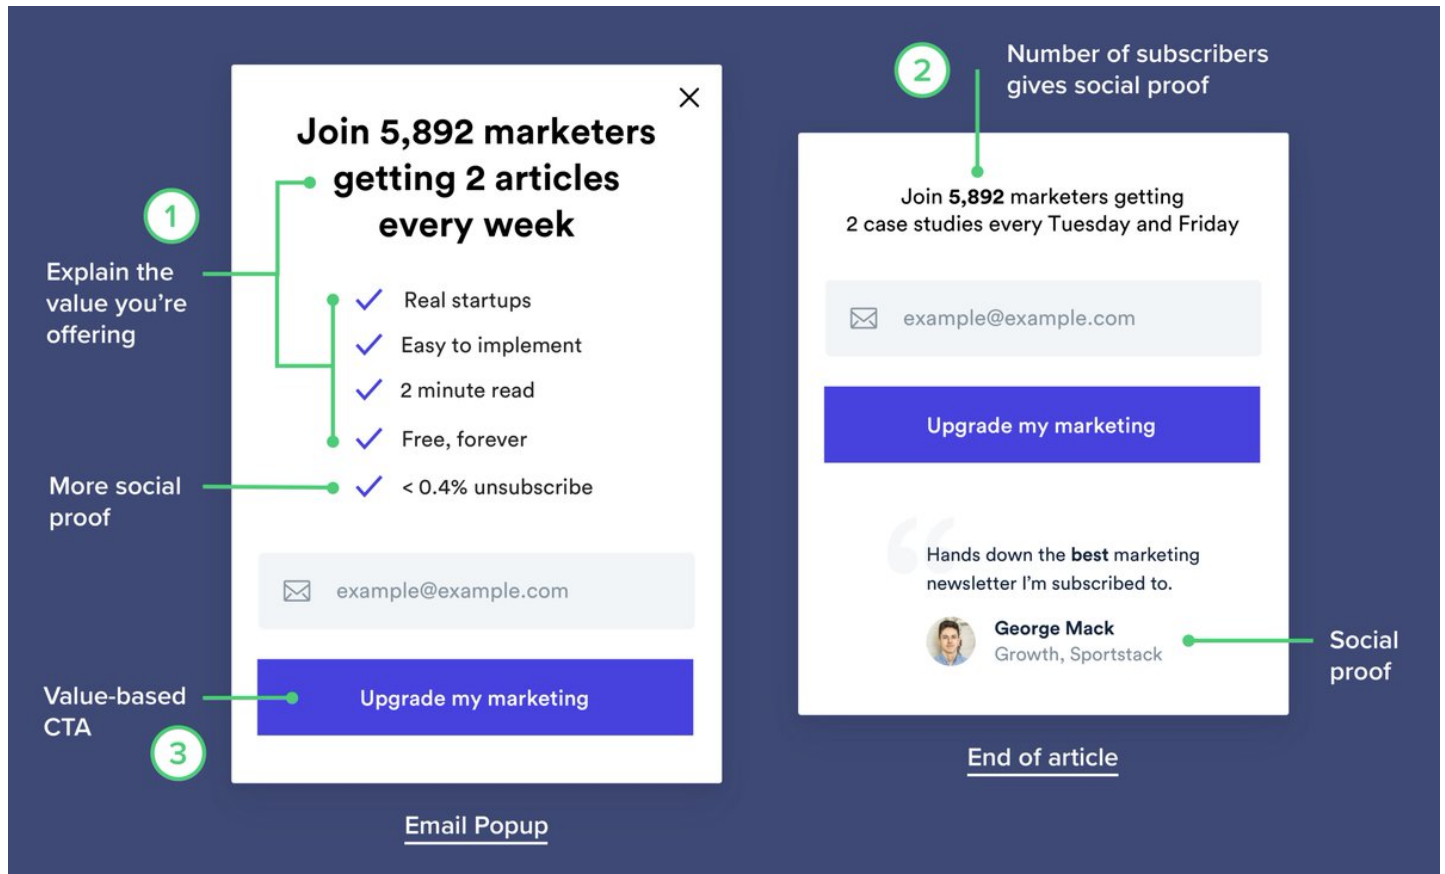 Join 5,892 marketers
getting 2 articles
every week
1
Explain the
value you’re
offering
Real startups
Easy to implement
2 minute read
Free, forever
More social
proof
< 0.4% unsubscribe
example@example.com
Value-based
CTA
3
Upgrade my marketing
Email Popup
2
Number of subscribers
gives social proof
Join 5,892 marketers getting
2 case studies every Tuesday and Friday
example@example.com
Upgrade my marketing
“
Hands down the best marketing
newsletter I’m subscribed to.
George Mack
Growth, Sportstack
Social
proof
End of article